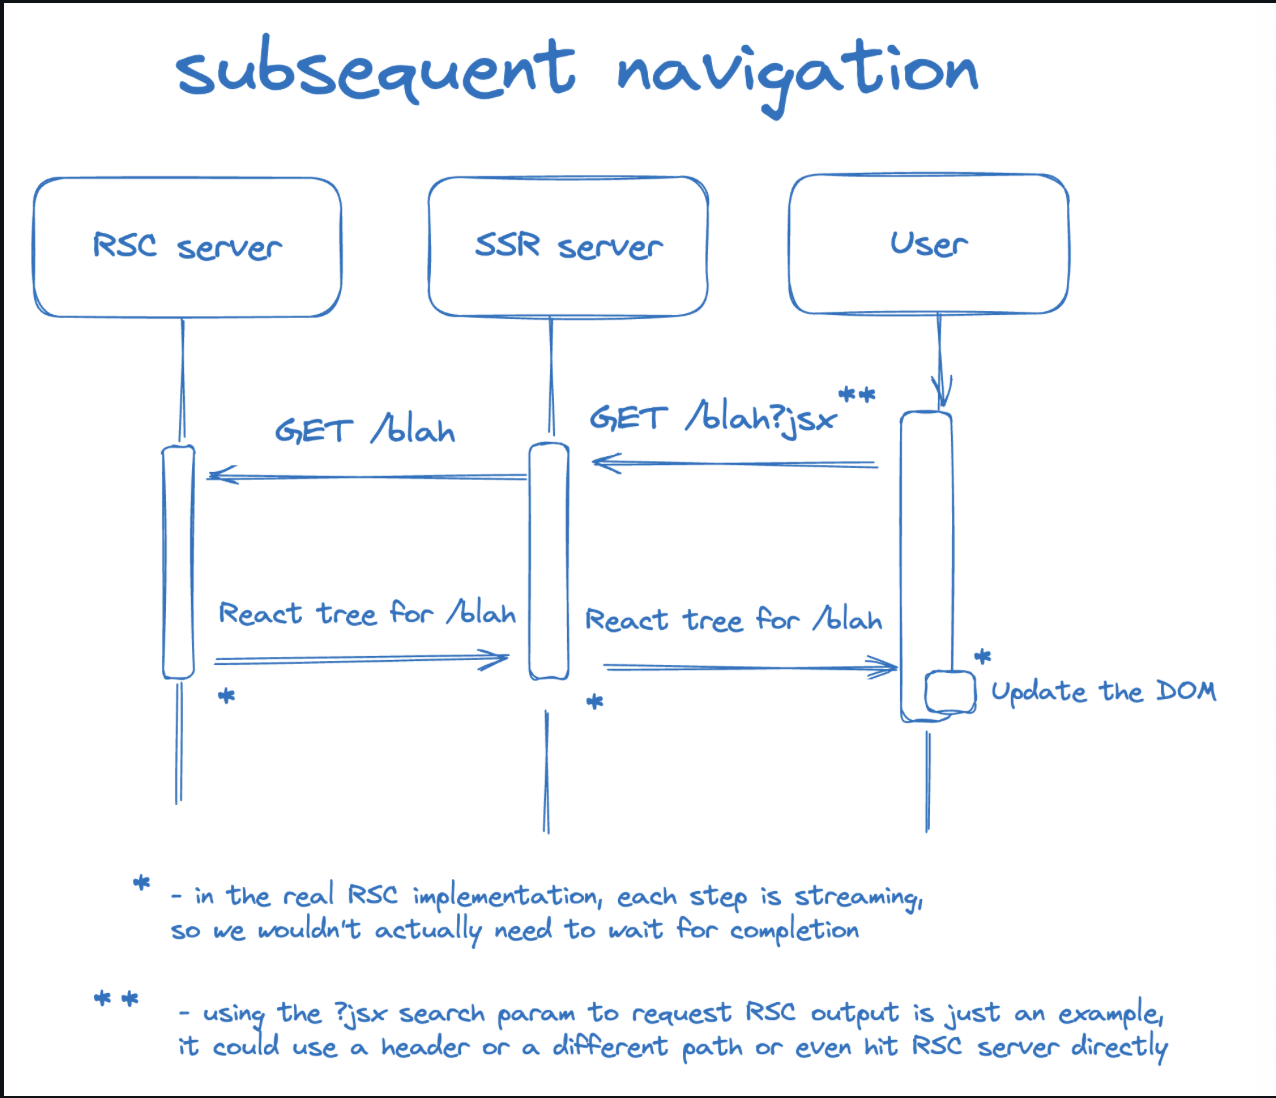 subsequent navigation
RSC server
SSR server
User
GET /blah
GET /blah?jsx**
React tree for /blah
*
React tree for /blah
*
*
Update the DOM
* - in the real RSC implementation, each step is streaming,
so we wouldn't actually need to wait for completion
** - using the ?jsx search param to request RSC output is just an example,
it could use a header or a different path or even hit RSC server directly